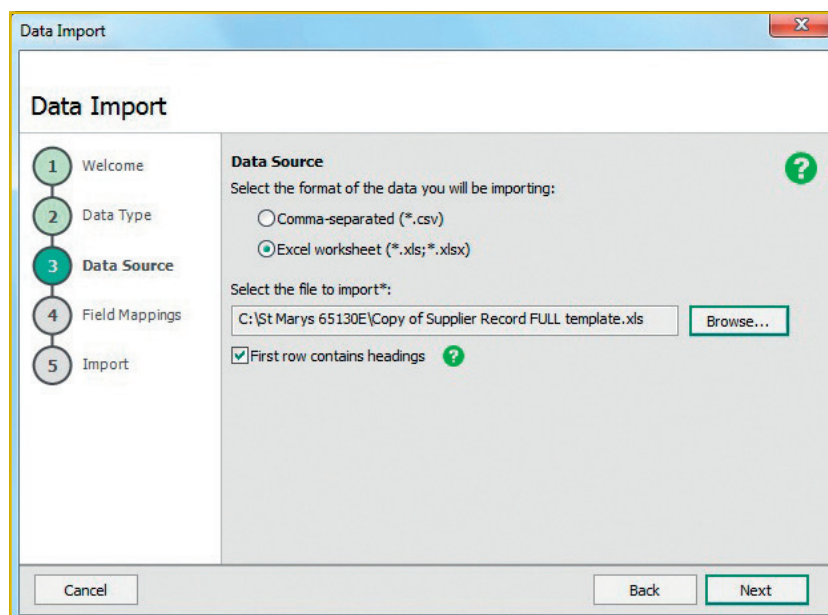 Data Import
X
Data Import
1 Welcome
2 Data Type
3 Data Source
4 Field Mappings
5 Import
Data Source
?
Select the format of the data you will be importing:
Comma-separated (*.csv)
Excel worksheet (*.xls;*.xlsx)
Select the file to import*:
C:\St Marys 65130E\Copy of Supplier Record FULL template.xls
Browse...
First row contains headings ?
Cancel
Back
Next